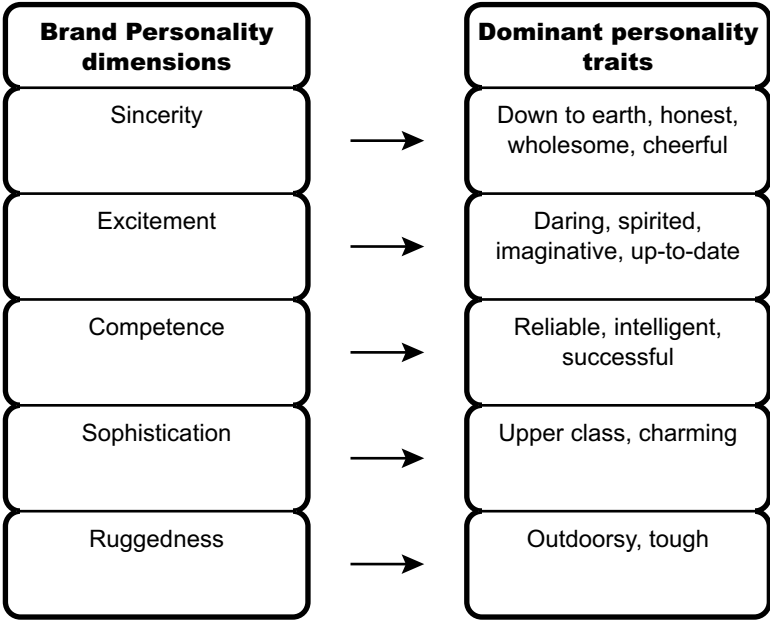 Brand Personality
dimensions
Dominant personality
traits
Sincerity
Down to earth, honest,
wholesome, cheerful
Excitement
Daring, spirited,
imaginative, up-to-date
Competence
Reliable, intelligent,
successful
Sophistication
Upper class, charming
Ruggedness
Outdoorsy, tough